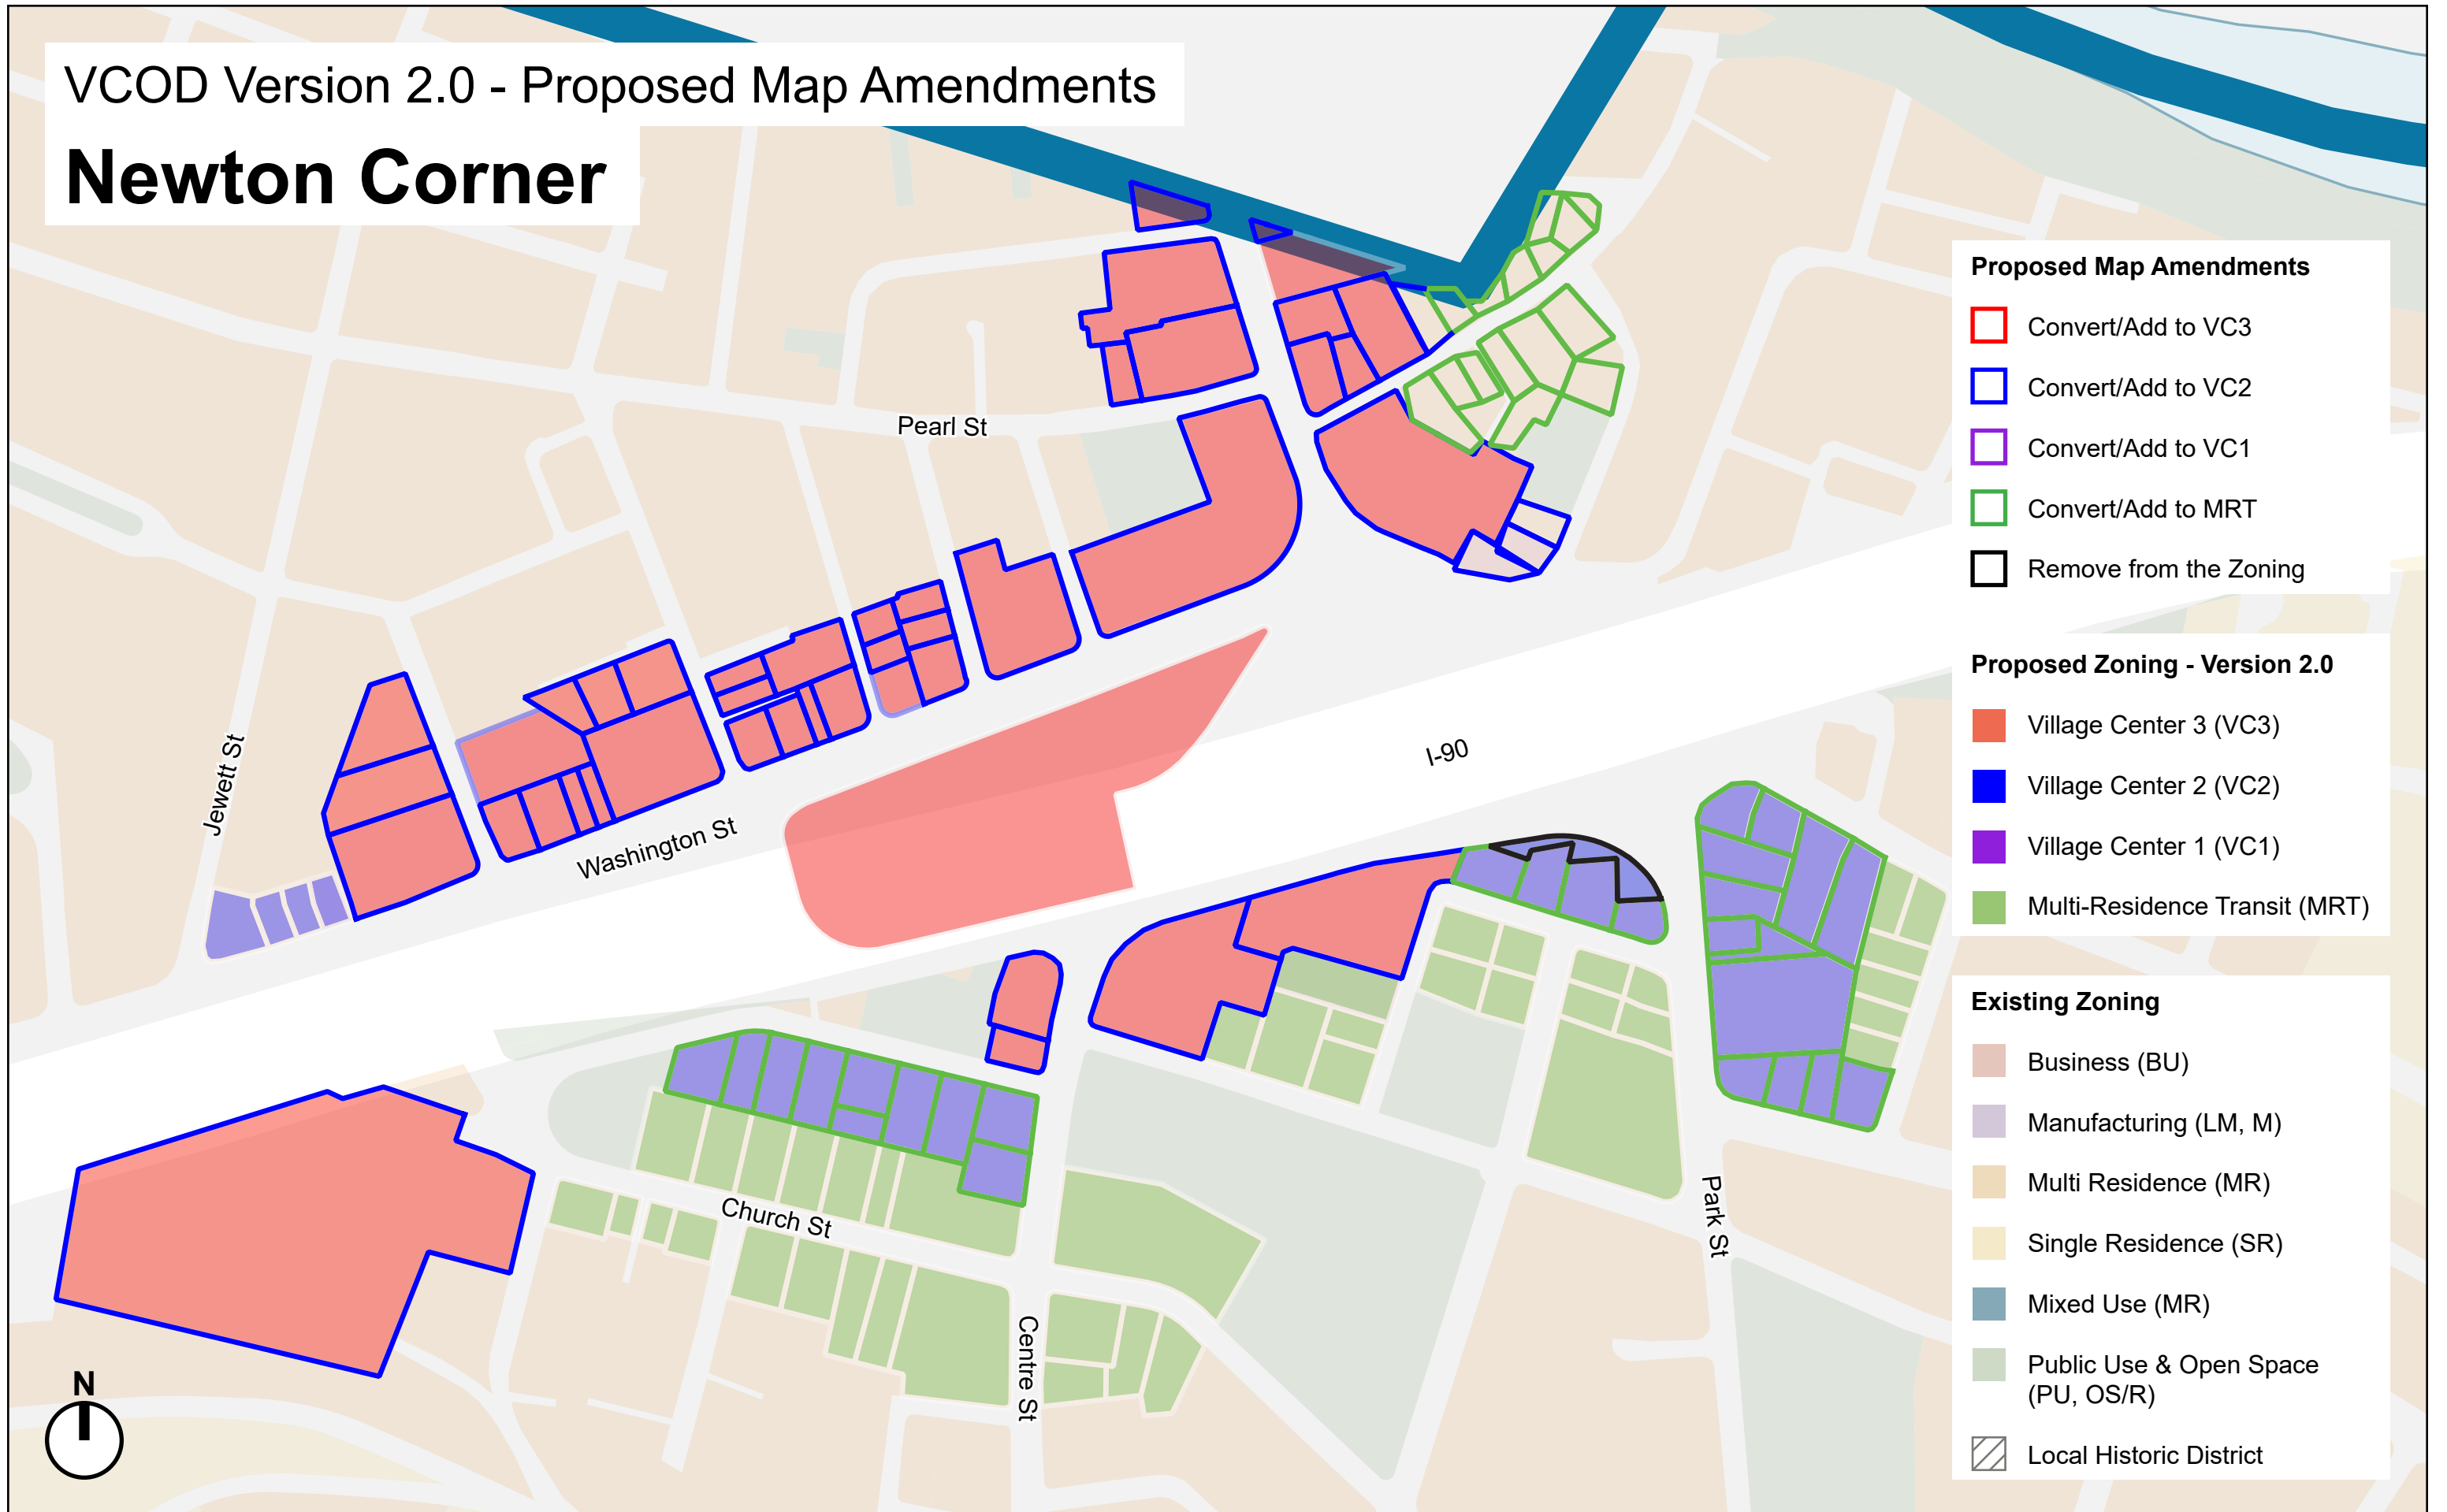 VCOD Version 2.0 - Proposed Map Amendments
Newton Corner
Proposed Map Amendments
Convert/Add to VC3
Convert/Add to VC2
Convert/Add to VC1
Convert/Add to MRT
Remove from the Zoning
Proposed Zoning - Version 2.0
Village Center 3 (VC3)
Village Center 2 (VC2)
Village Center 1 (VC1)
Multi-Residence Transit (MRT)
Existing Zoning
Business (BU)
Manufacturing (LM, M)
Multi Residence (MR)
Single Residence (SR)
Mixed Use (MR)
Public Use & Open Space
(PU, OS/R)
Local Historic District
Pearl St
Jewett St
I-90
Washington St
Church St
Park St
Centre St
N